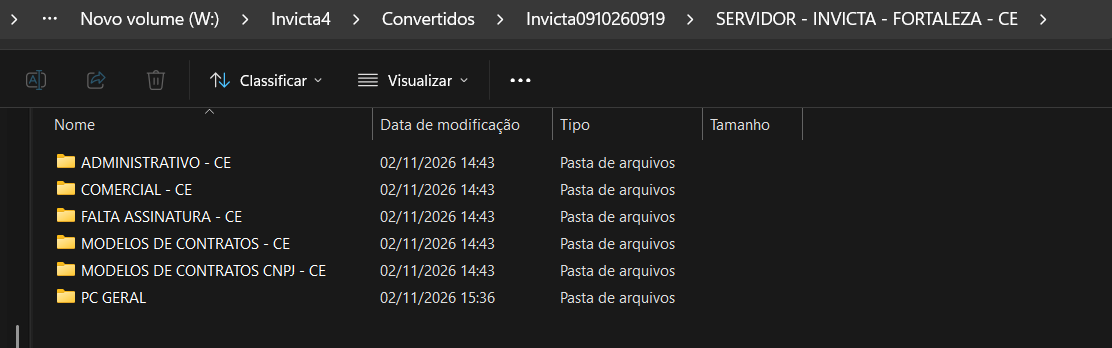 Novo volume (W:) > Invicta4 > Convertidos > Invicta0910260919 > SERVIDOR - INVICTA - FORTALEZA - CE >
Classificar Visualizar
Nome Data de modificação Tipo Tamanho
ADMINISTRATIVO - CE 02/11/2026 14:43 Pasta de arquivos
COMERCIAL - CE 02/11/2026 14:43 Pasta de arquivos
FALTA ASSINATURA - CE 02/11/2026 14:43 Pasta de arquivos
MODELOS DE CONTRATOS - CE 02/11/2026 14:43 Pasta de arquivos
MODELOS DE CONTRATOS CNPJ - CE 02/11/2026 14:43 Pasta de arquivos
PC GERAL 02/11/2026 15:36 Pasta de arquivos